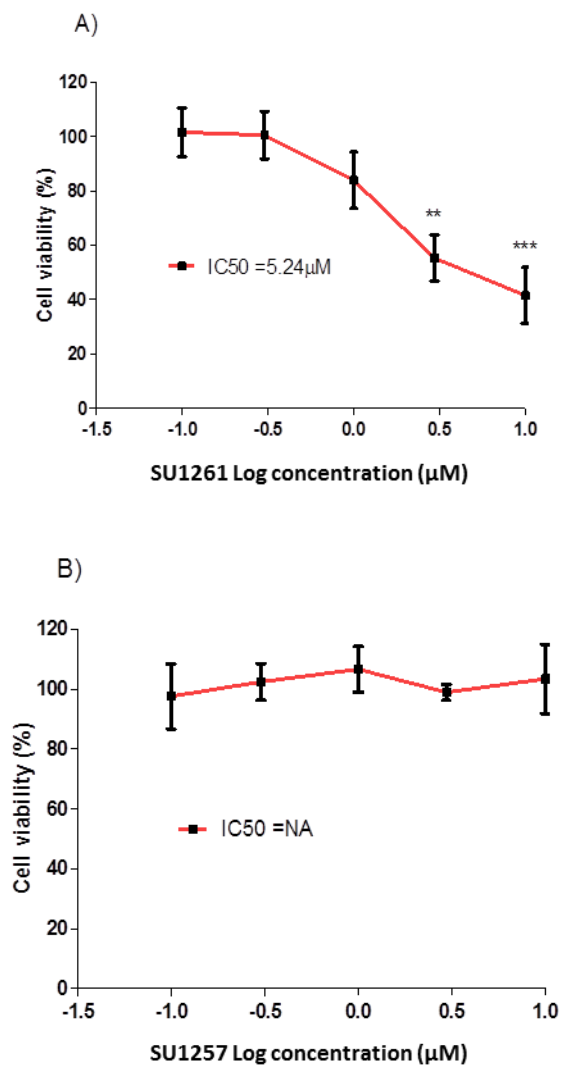 A)
120
100
80
60
40
20
0
Cell viability (%)
**
***
IC50 =5.24µM
-1.5 -1.0 -0.5 0.0 0.5 1.0
SU1261 Log concentration (µM)
B)
120
100
80
60
40
20
0
Cell viability (%)
IC50 =NA
-1.5 -1.0 -0.5 0.0 0.5 1.0
SU1257 Log concentration (µM)